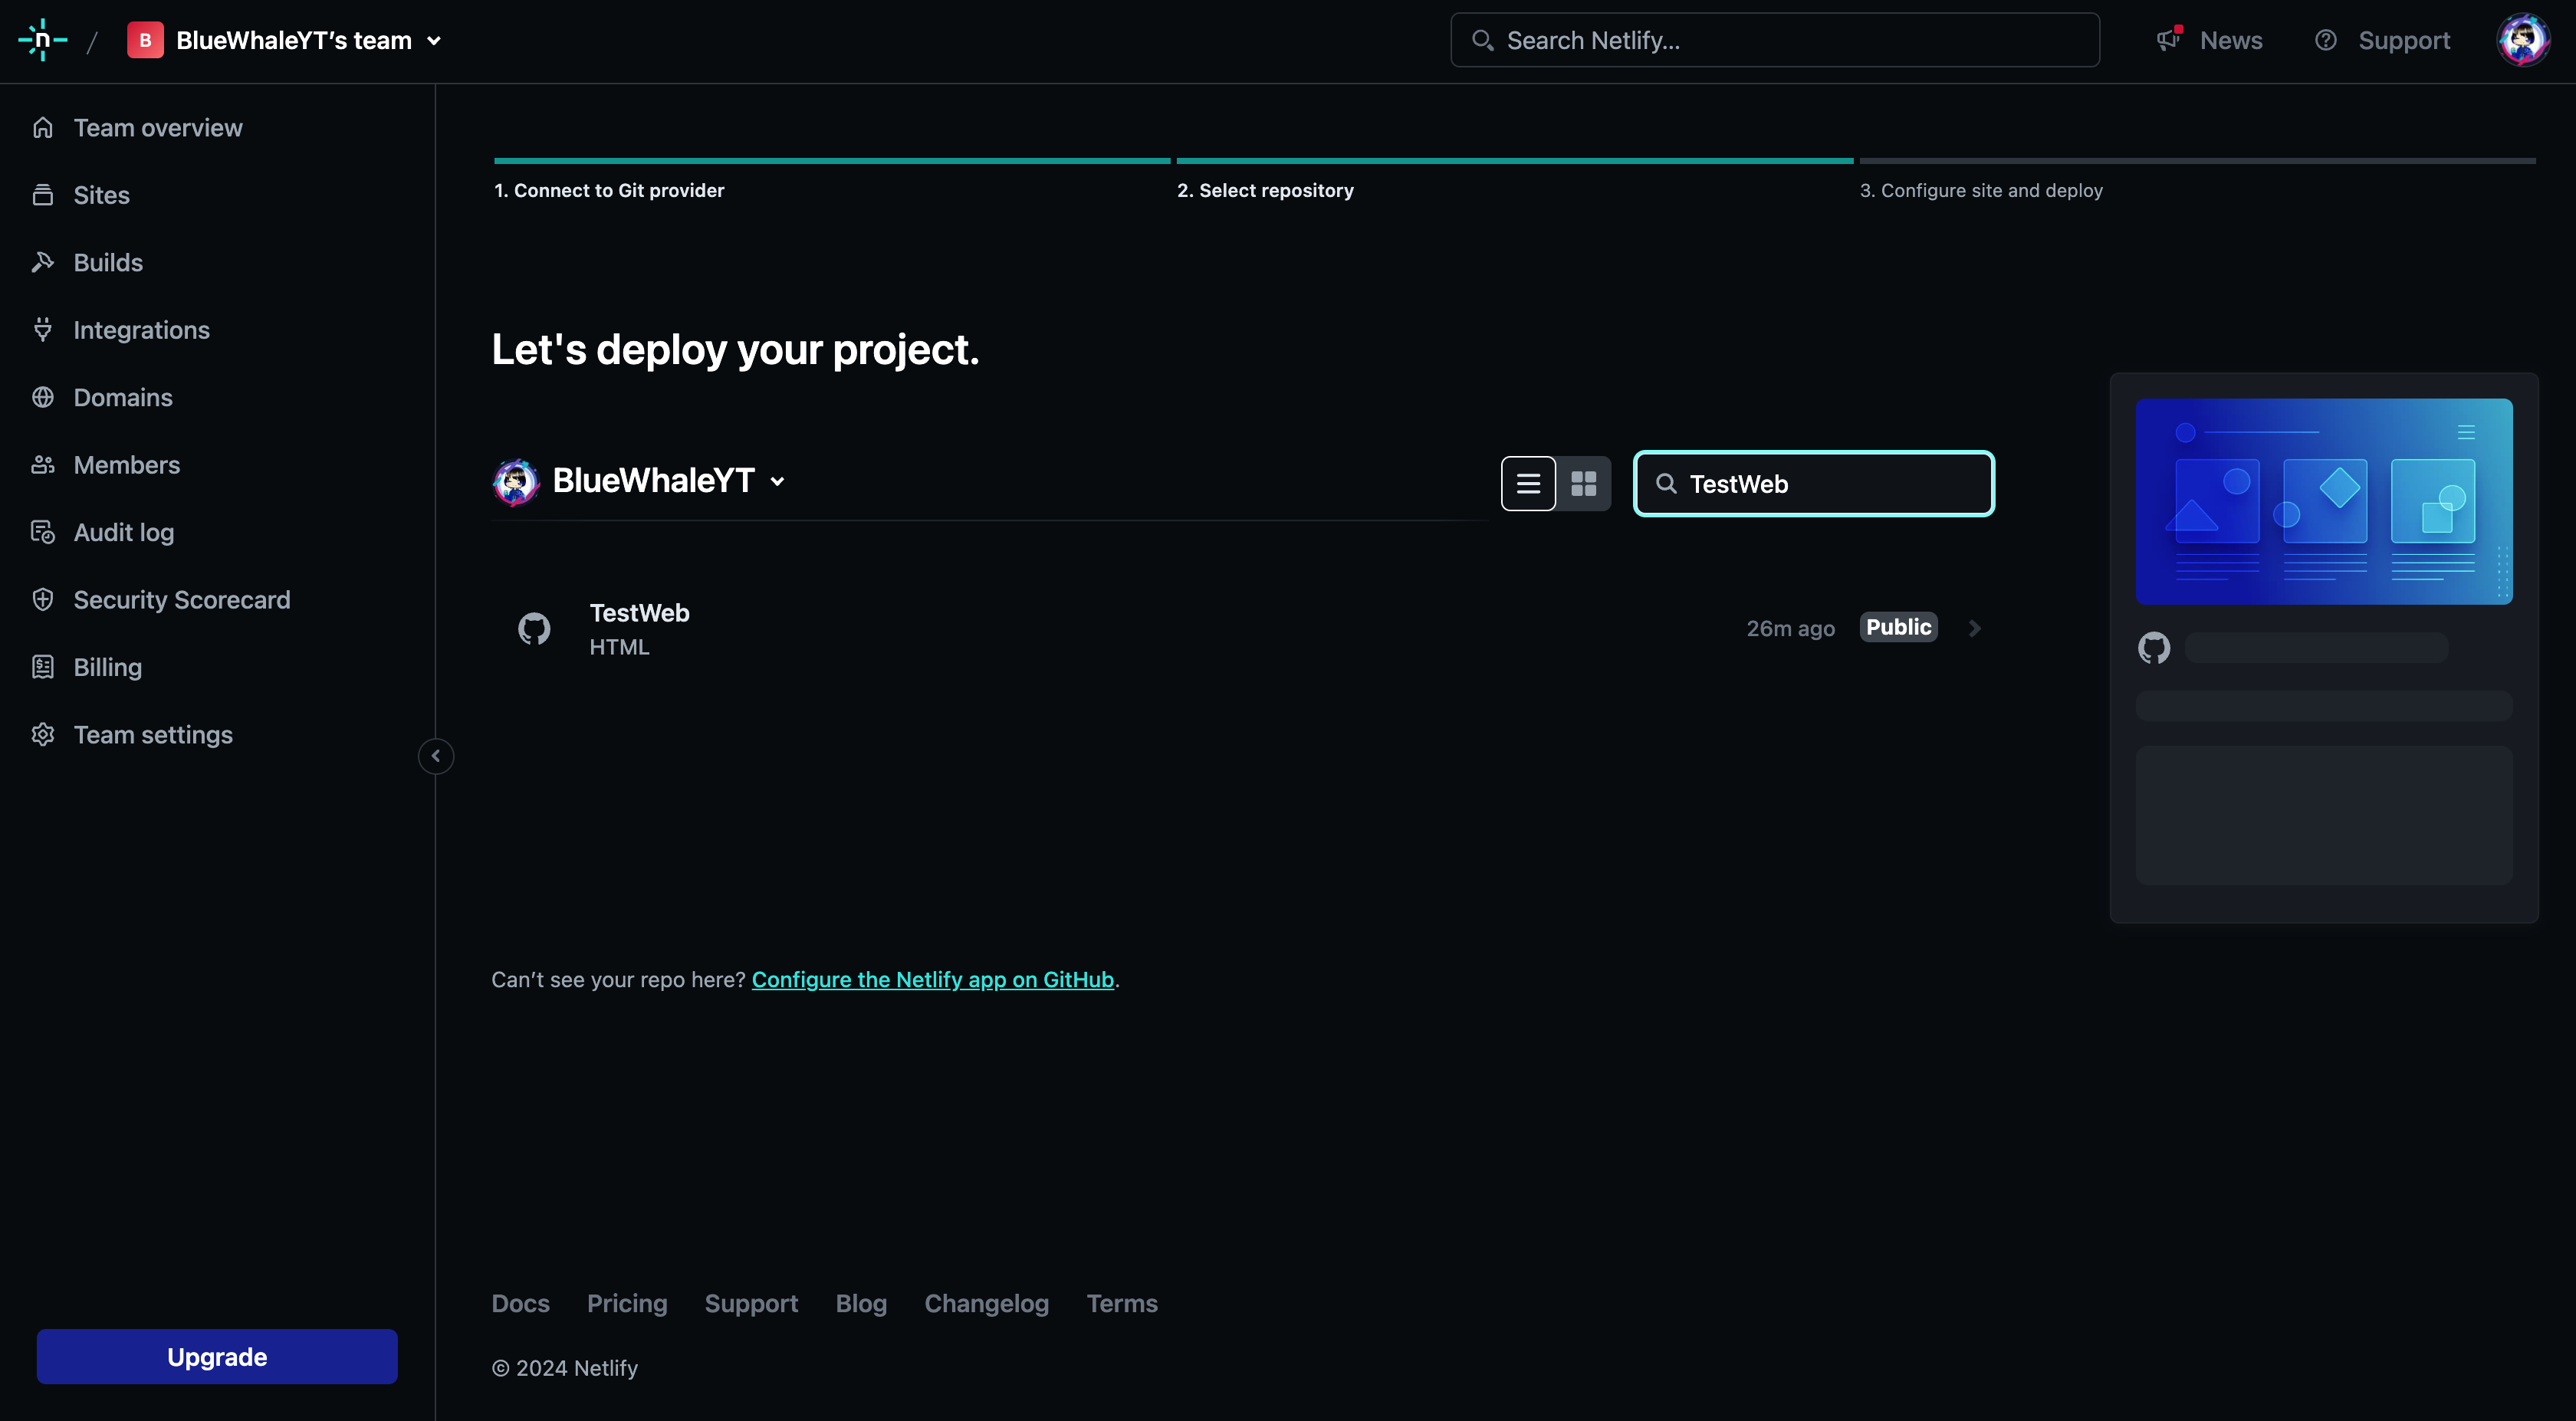 n / B BlueWhaleYT's team
Search Netlify...
News
Support
Team overview
Sites
Builds
Integrations
Domains
Members
Audit log
Security Scorecard
Billing
Team settings
Upgrade
1. Connect to Git provider
2. Select repository
3. Configure site and deploy
Let's deploy your project.
BlueWhaleYT
TestWeb
TestWeb
HTML
26m ago
Public
Can't see your repo here? Configure the Netlify app on GitHub.
Docs Pricing Support Blog Changelog Terms
© 2024 Netlify